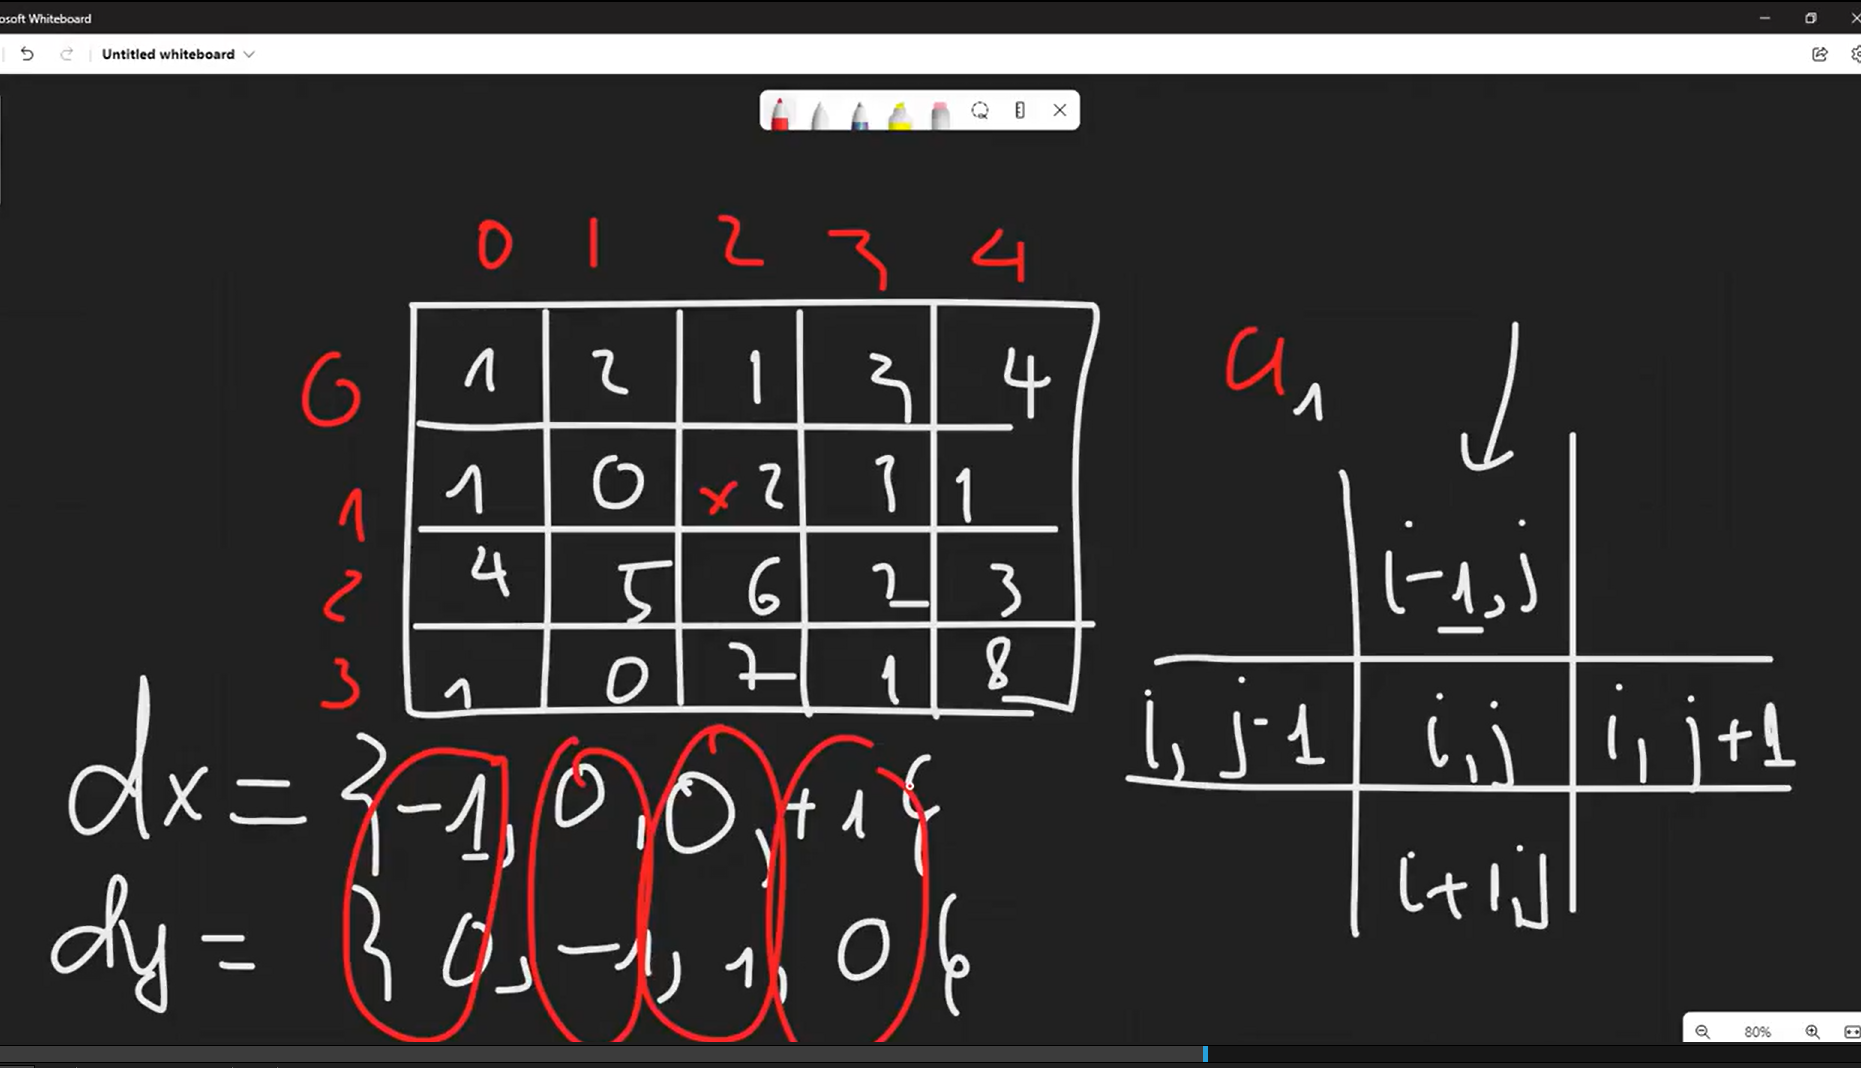 osoft Whiteboard
Untitled whiteboard
0 1 2 3 4
0 1 2 1 3 4
1 1 0 x 2 3 1
2 4 5 6 2 3
3 1 0 7 1 8
a1
i-1, j
i, j-1 i, j i, j+1
i+1, j
dx = {-1, 0, 0, +1}
dy = {0, -1, 1, 0}
80%